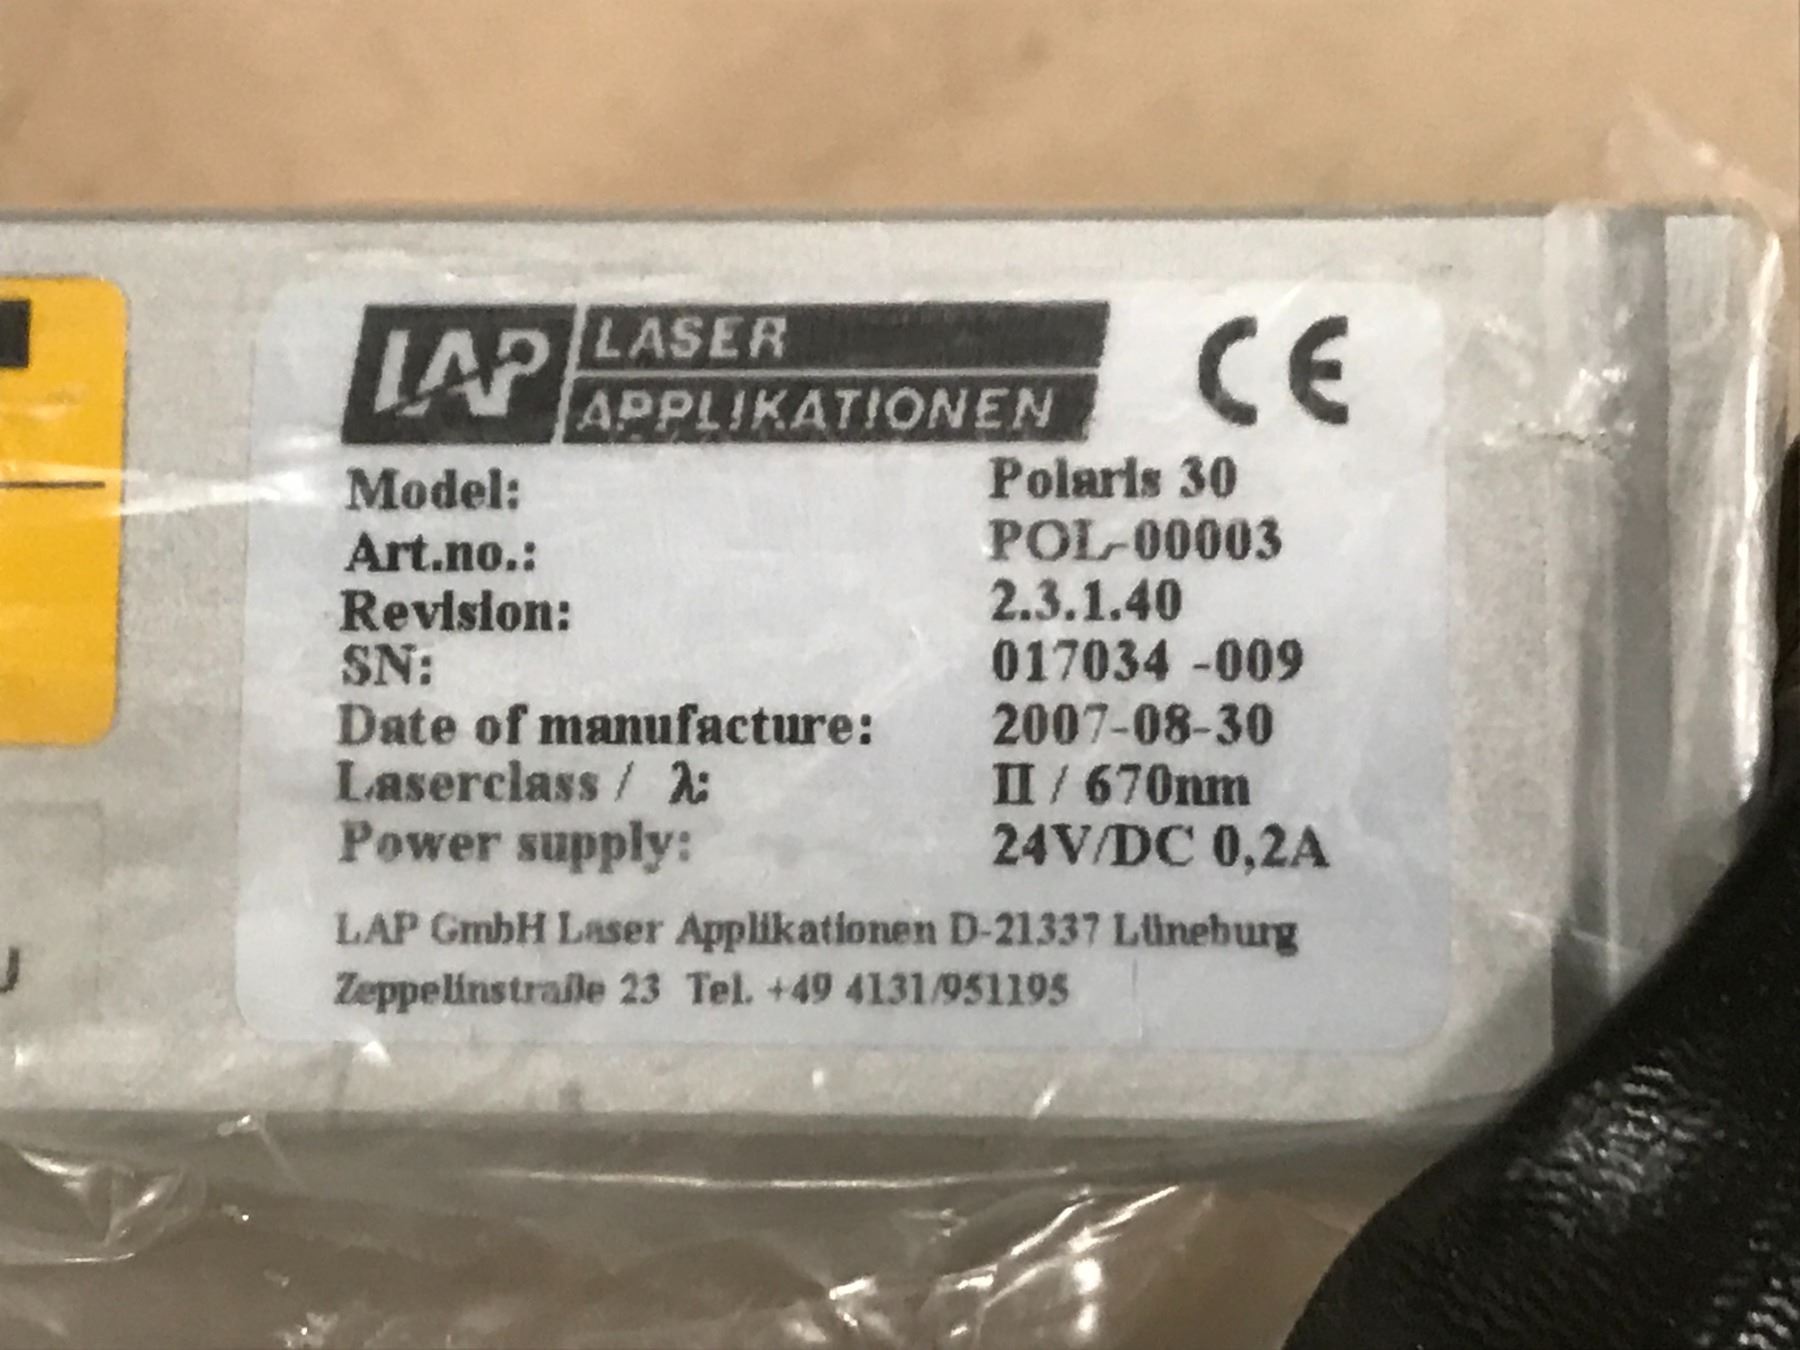 LAP LASER
APPLIKATIONEN
CE
Model: Polaris 30
Art.no.: POL-00003
Revision: 2.3.1.40
SN: 017034 -009
Date of manufacture: 2007-08-30
Laserclass / λ: II / 670nm
Power supply: 24V/DC 0,2A
LAP GmbH Laser Applikationen D-21337 Lüneburg
Zeppelinstraße 23 Tel. +49 4131/951195